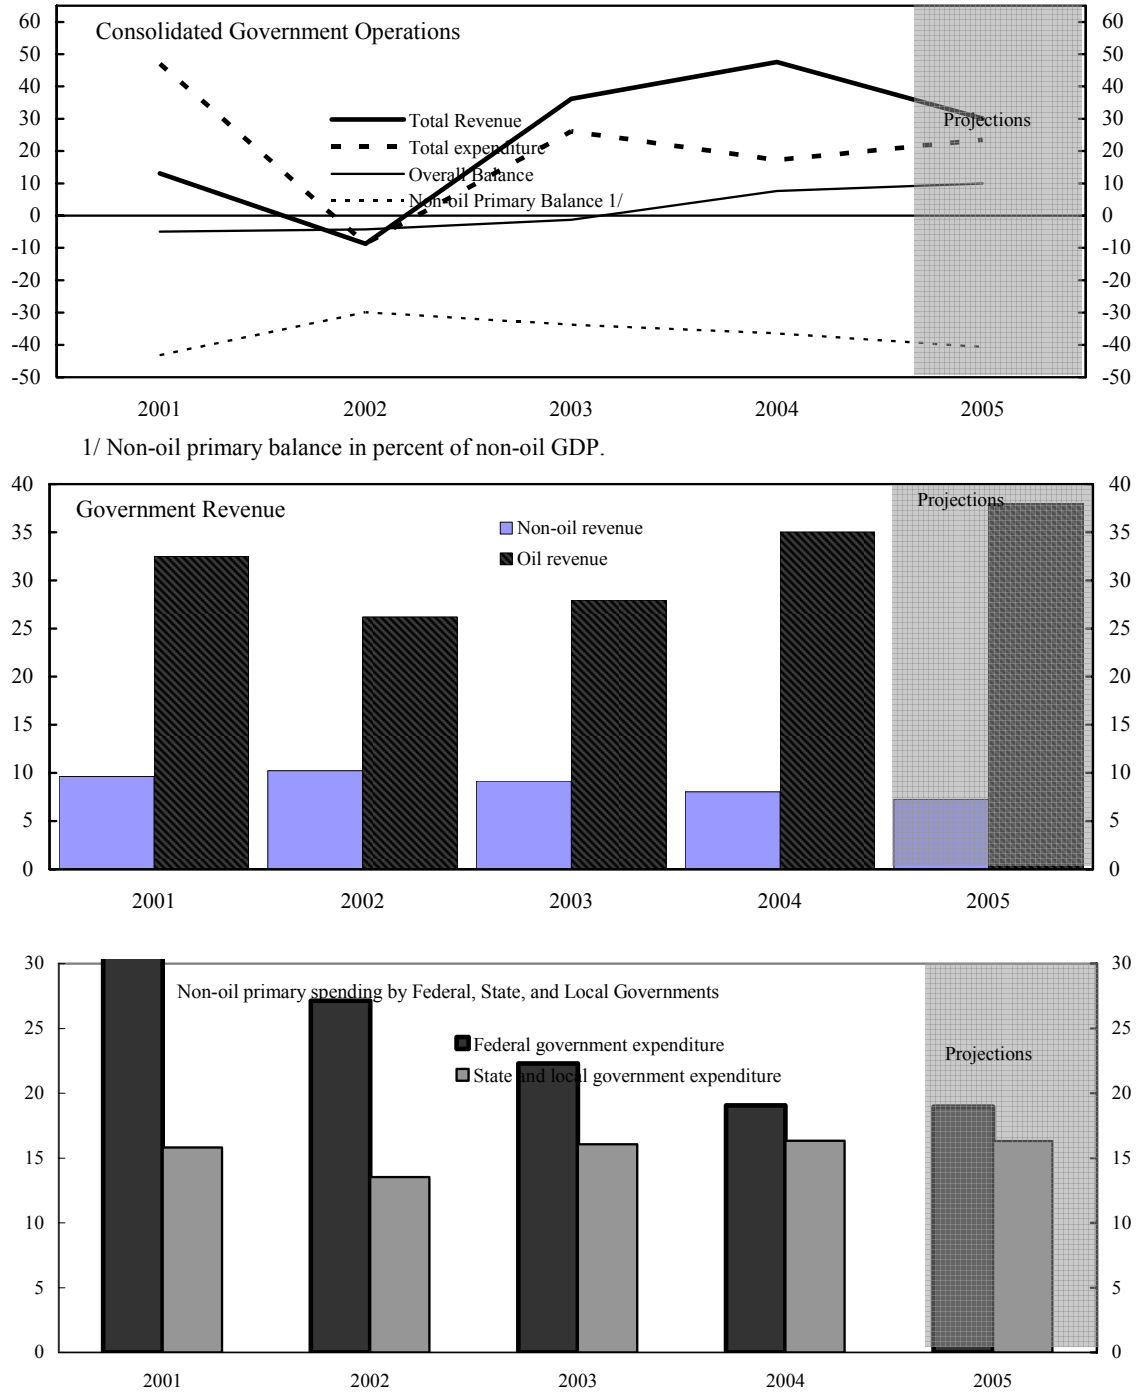 Consolidated Government Operations
60 60
50 50
40 40
30 30
20 20
10 10
0 0
-10 -10
-20 -20
-30 -30
-40 -40
-50 -50
Total Revenue
Total expenditure
Overall Balance
Non-oil Primary Balance 1/
Projections
2001 2002 2003 2004 2005
1/ Non-oil primary balance in percent of non-oil GDP.
Government Revenue
40 40
35 35
30 30
25 25
20 20
15 15
10 10
5 5
0 0
Non-oil revenue
Oil revenue
Projections
2001 2002 2003 2004 2005
Non-oil primary spending by Federal, State, and Local Governments
30 30
25 25
20 20
15 15
10 10
5 5
0 0
Federal government expenditure
State and local government expenditure
Projections
2001 2002 2003 2004 2005